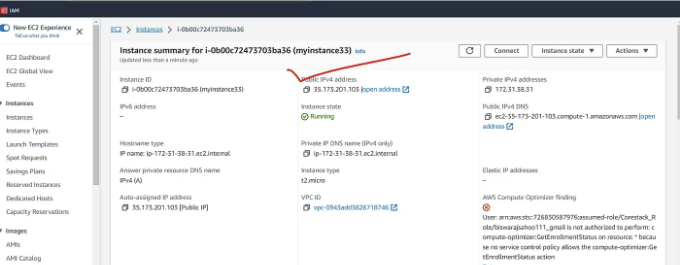 New EC2 Experience
Tell us what you think
EC2 Dashboard
EC2 Global View
Events
Instances
Instances
Instance Types
Launch Templates
Spot Requests
Savings Plans
Reserved Instances
Dedicated Hosts
Capacity Reservations
Images
AMIs
AMI Catalog
EC2 > Instances > i-0b00c72473703ba36
Instance summary for i-0b00c72473703ba36 (myinstance33) Info
Updated less than a minute ago
Connect
Instance state
Actions
Instance ID
i-0b00c72473703ba36 (myinstance33)
Public IPv4 address
35.173.201.103 |open address
Private IPv4 addresses
172.31.38.31
IPv6 address
–
Instance state
Running
Public IPv4 DNS
ec2-35-173-201-103.compute-1.amazonaws.com |open
address
Hostname type
IP name: ip-172-31-38-31.ec2.internal
Private IP DNS name (IPv4 only)
ip-172-31-38-31.ec2.internal
Answer private resource DNS name
IPv4 (A)
Instance type
t2.micro
Elastic IP addresses
–
Auto-assigned IP address
35.173.201.103 [Public IP]
VPC ID
vpc-0943add3826718746
AWS Compute Optimizer finding
User: arn:aws:sts::726830587976:assumed-role/Corestack_R
ole/biswarajsahoo111_gmail is not authorized to perform: c
ompute-optimizer:GetEnrollmentStatus on resource: * becau
se no service control policy allows the compute-optimizer:Ge
tEnrollmentStatus action